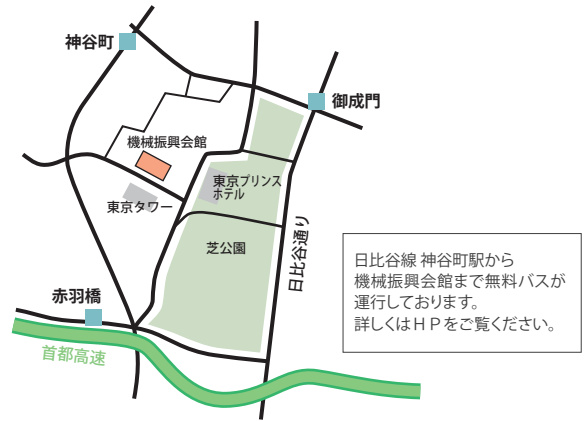 神谷町
御成門
機械振興会館
東京プリンス
ホテル
東京タワー
芝公園
日比谷通り
赤羽橋
首都高速
日比谷線 神谷町駅から
機械振興会館まで無料バスが
運行しております。
詳しくはＨＰをご覧ください。